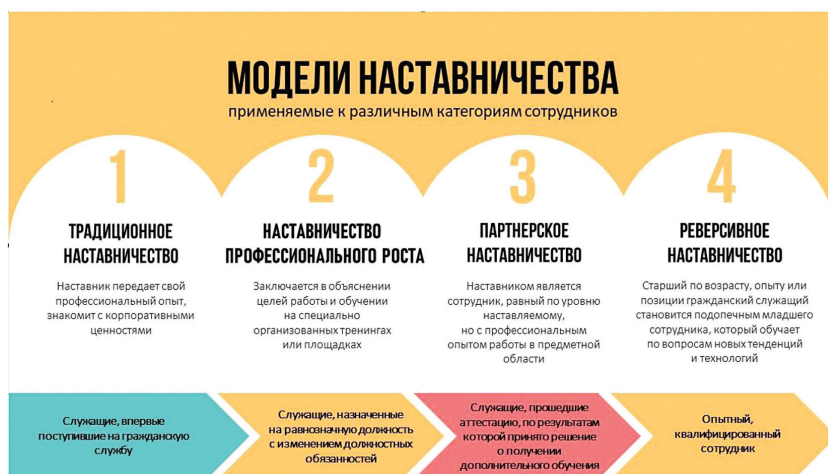 МОДЕЛИ НАСТАВНИЧЕСТВА
применяемые к различным категориям сотрудников
1
ТРАДИЦИОННОЕ
НАСТАВНИЧЕСТВО
Наставник передает свой
профессиональный опыт,
знакомит с корпоративными
ценностями
Служащие, впервые
поступившие на гражданскую
службу
2
НАСТАВНИЧЕСТВО
ПРОФЕССИОНАЛЬНОГО РОСТА
Заключается в объяснении
целей работы и обучении
на специально
организованных тренингах
или площадках
Служащие, назначенные
на равнозначную должность
с изменением должностных
обязанностей
3
ПАРТНЕРСКОЕ
НАСТАВНИЧЕСТВО
Наставником является
сотрудник, равный по уровню
наставляемому,
но с профессиональным
опытом работы в предметной
области
Служащие, прошедшие
аттестацию, по результатам
которой принято решение
о получении
дополнительного обучения
4
РЕВЕРСИВНОЕ
НАСТАВНИЧЕСТВО
Старший по возрасту, опыту или
позиции гражданский служащий
становится подопечным младшего
сотрудника, который обучает
по вопросам новых тенденций
и технологий
Опытный,
квалифицированный
сотрудник